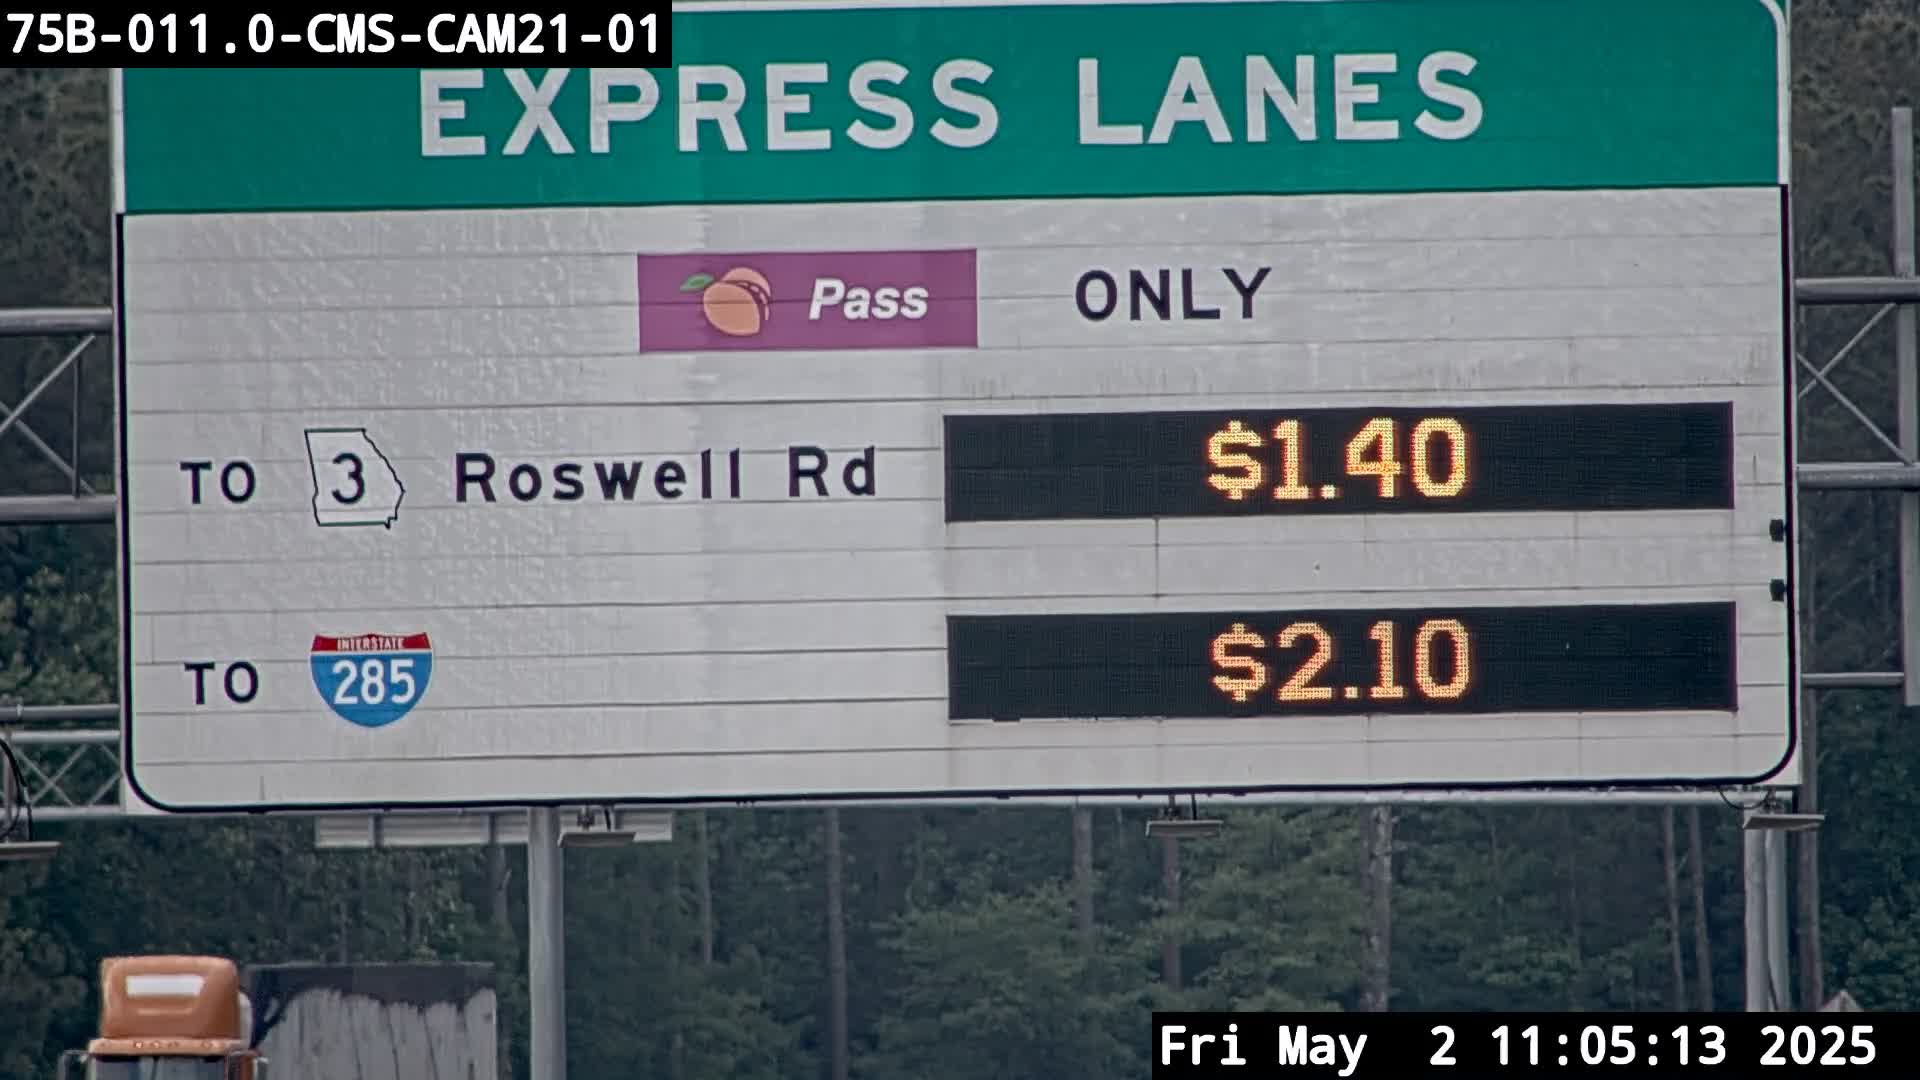 75B-011.0-CMS-CAM21-01
EXPRESS LANES
Pass ONLY
TO 3 Roswell Rd $1.40
TO INTERSTATE 285 $2.10
Fri May 2 11:05:13 2025